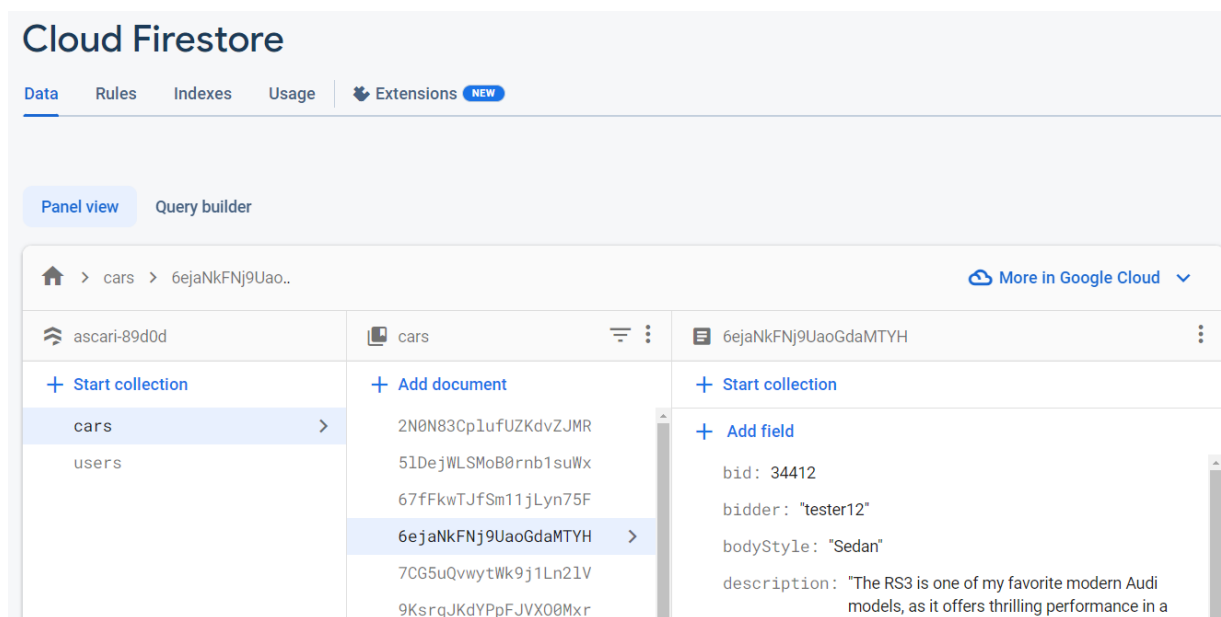 Cloud Firestore
Data Rules Indexes Usage Extensions NEW
Panel view Query builder
cars 6ejaNkFNj9Uao.. More in Google Cloud
ascari-89d0d cars 6ejaNkFNj9UaoGdaMTYH
Start collection Add document Start collection
cars 2N0N83CplufUZKdvZJMR Add field
users 5lDejWLSMoB0rnb1suWx bid: 34412
67fFkwTJfSm11jLyn75F bidder: "tester12"
6ejaNkFNj9UaoGdaMTYH bodyStyle: "Sedan"
7CG5uQvwytWk9j1Ln2lV description: "The RS3 is one of my favorite modern Audi
9KsrqJKdYPpFJVXO0Mxr models, as it offers thrilling performance in a